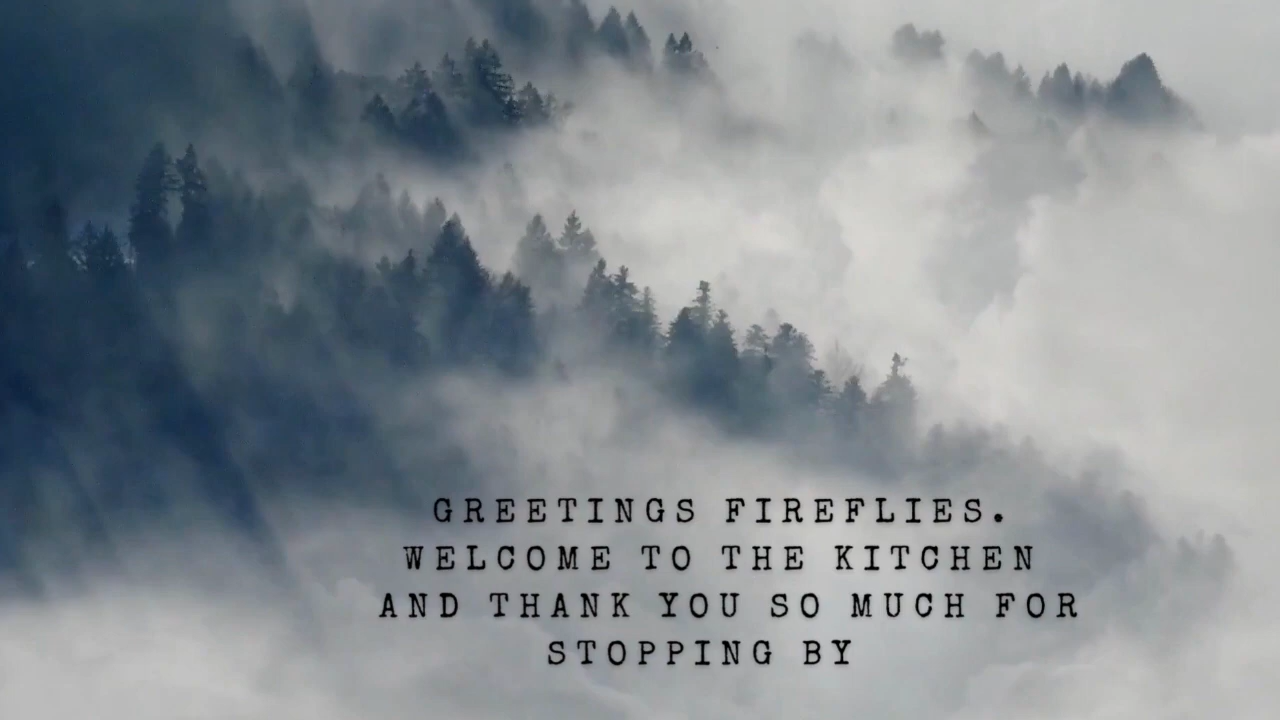 GREETINGS FIREFLIES.
WELCOME TO THE KITCHEN
AND THANK YOU SO MUCH FOR
STOPPING BY